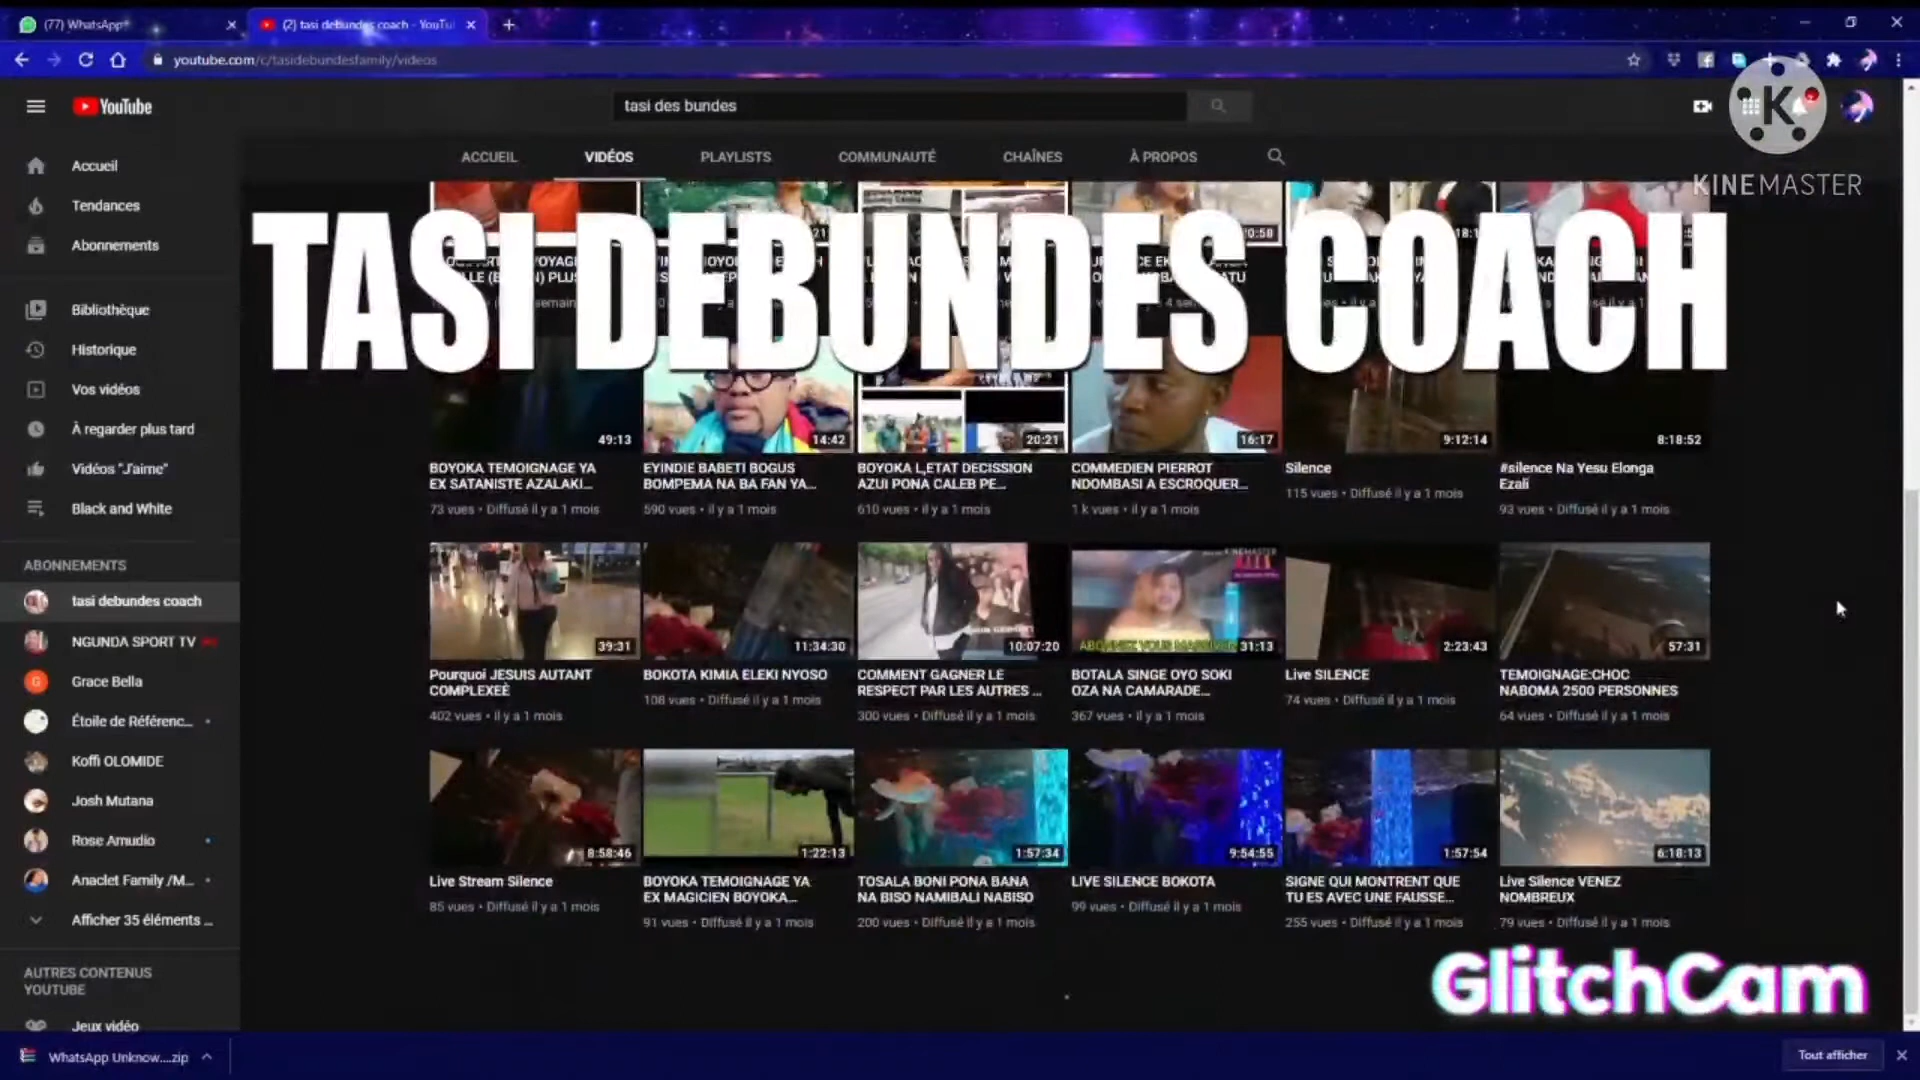 (77) WhatsApp
(2) tasi debundes coach - YouTu
youtube.com/c/tasidebundesfamily/videos
YouTube
tasi des bundes
K
KINEMASTER
ACCUEIL
VIDÉOS
PLAYLISTS
COMMUNAUTÉ
CHAÎNES
À PROPOS
Accueil
Tendances
Abonnements
Bibliothèque
Historique
Vos vidéos
À regarder plus tard
Vidéos "J'aime"
Black and White
ABONNEMENTS
tasi debundes coach
NGUNDA SPORT TV
Grace Bella
Étoile de Référenc...
Koffi OLOMIDE
Josh Mutana
Rose Amudio
Anaclet Family /M...
Afficher 35 éléments ...
AUTRES CONTENUS
YOUTUBE
Jeux vidéo
TASI DEBUNDES COACH
49:13
14:42
20:21
16:17
9:12:14
8:18:52
BOYOKA TEMOIGNAGE YA
EX SATANISTE AZALAKI...
73 vues • Diffusé il y a 1 mois
EYINDIE BABETI BOGUS
BOMPEMA NA BA FAN YA...
590 vues • il y a 1 mois
BOYOKA L,ETAT DECISSION
AZUI PONA CALEB PE...
610 vues • il y a 1 mois
COMMEDIEN PIERROT
NDOMBASI A ESCROQUER...
1 k vues • il y a 1 mois
Silence
115 vues • Diffusé il y a 1 mois
#silence Na Yesu Elonga
Ezali
93 vues • Diffusé il y a 1 mois
39:31
11:34:30
10:07:20
KINEMASTER
31:13
2:23:43
57:31
Pourquoi JESUIS AUTANT
COMPLEXEÈ
402 vues • il y a 1 mois
BOKOTA KIMIA ELEKI NYOSO
108 vues • Diffusé il y a 1 mois
COMMENT GAGNER LE
RESPECT PAR LES AUTRES ...
300 vues • Diffusé il y a 1 mois
BOTALA SINGE OYO SOKI
OZA NA CAMARADE...
367 vues • il y a 1 mois
Live SILENCE
74 vues • Diffusé il y a 1 mois
TEMOIGNAGE:CHOC
NABOMA 2500 PERSONNES
64 vues • Diffusé il y a 1 mois
8:58:46
1:22:13
1:57:34
9:54:55
1:57:54
6:18:13
Live Stream Silence
85 vues • Diffusé il y a 1 mois
BOYOKA TEMOIGNAGE YA
EX MAGICIEN BOYOKA...
91 vues • Diffusé il y a 1 mois
TOSALA BONI PONA BANA
NA BISO NAMIBALI NABISO
200 vues • Diffusé il y a 1 mois
LIVE SILENCE BOKOTA
99 vues • Diffusé il y a 1 mois
SIGNE QUI MONTRENT QUE
TU ES AVEC UNE FAUSSE...
255 vues • Diffusé il y a 1 mois
Live Silence VENEZ
NOMBREUX
79 vues • Diffusé il y a 1 mois
GlitchCam
WhatsApp Unknow....zip
Tout afficher